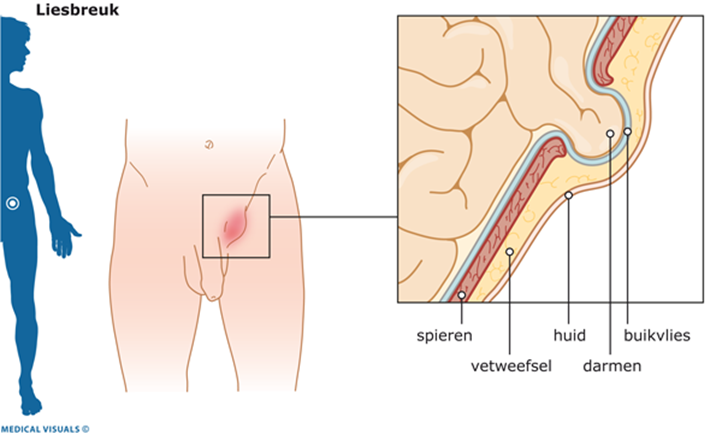 Liesbreuk
spieren
huid
buikvlies
vetweefsel
darmen
MEDICAL VISUALS ©